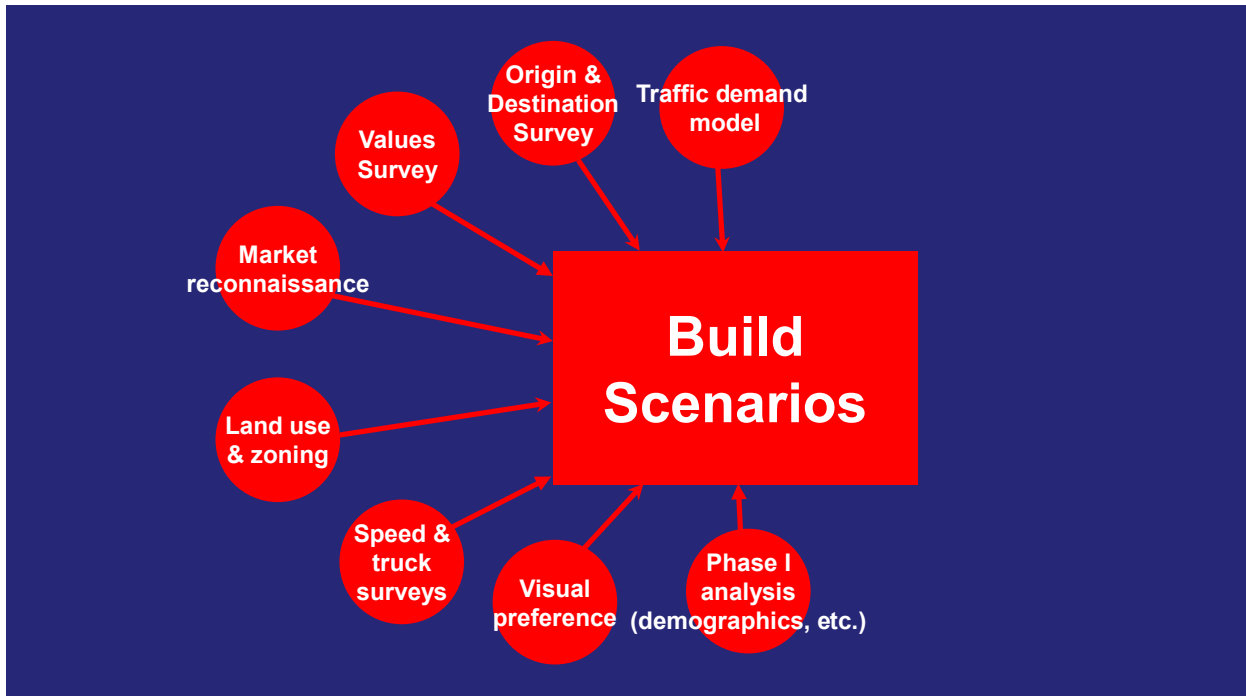 Origin &
Destination
Survey
Traffic demand
model
Values
Survey
Market
reconnaissance
Build
Scenarios
Land use
& zoning
Speed &
truck
surveys
Visual
preference
Phase I
analysis
(demographics, etc.)